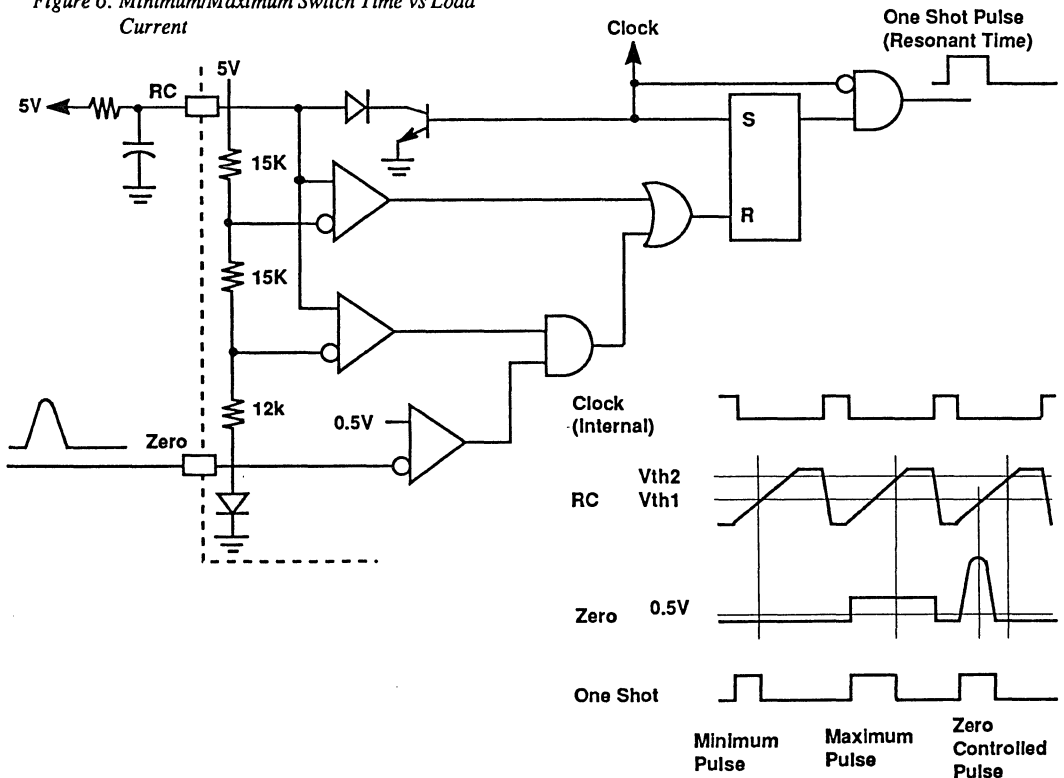 Figure 6. Minimum/Maximum Switch Time vs Load
Current
One Shot Pulse
(Resonant Time)
Clock
5V
RC
5V
15K
S
R
15K
12k
0.5V
Zero
Clock
(Internal)
Vth2
RC
Vth1
Zero
0.5V
One Shot
Minimum
Pulse
Maximum
Pulse
Zero
Controlled
Pulse